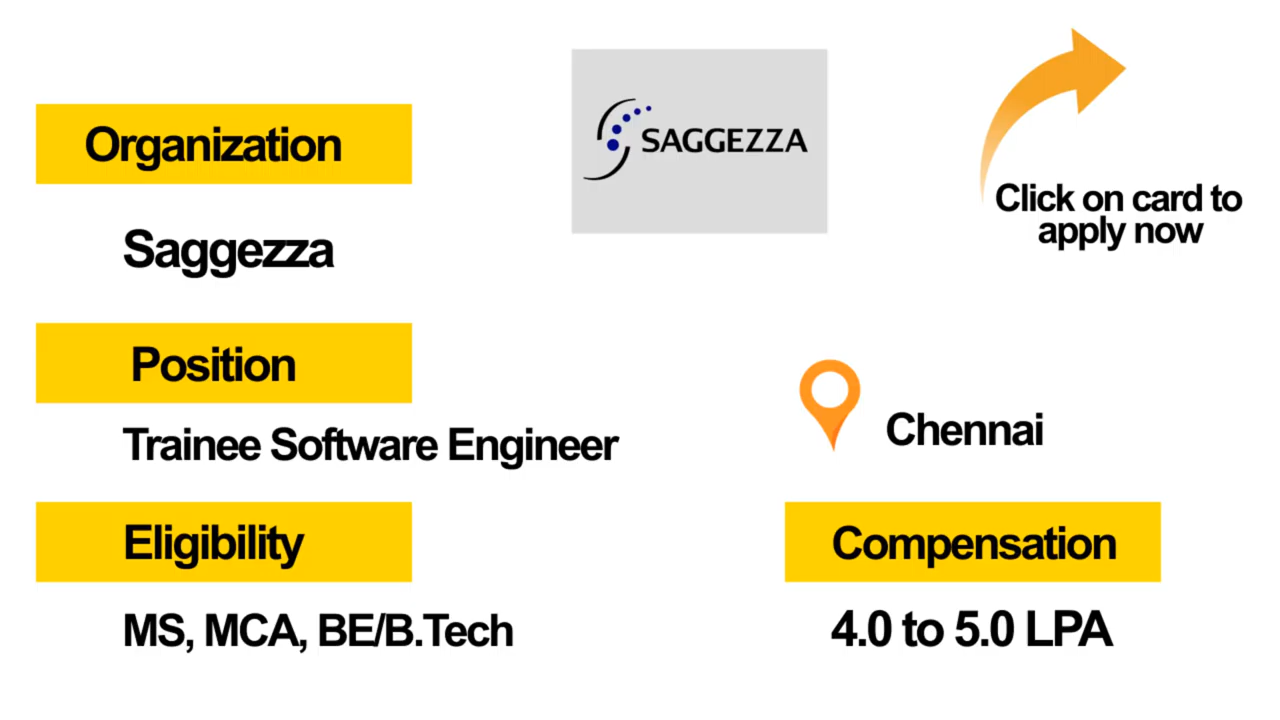 Organization
Saggezza
SAGGEZZA
Click on card to
apply now
Position
Trainee Software Engineer
Chennai
Eligibility
MS, MCA, BE/B.Tech
Compensation
4.0 to 5.0 LPA